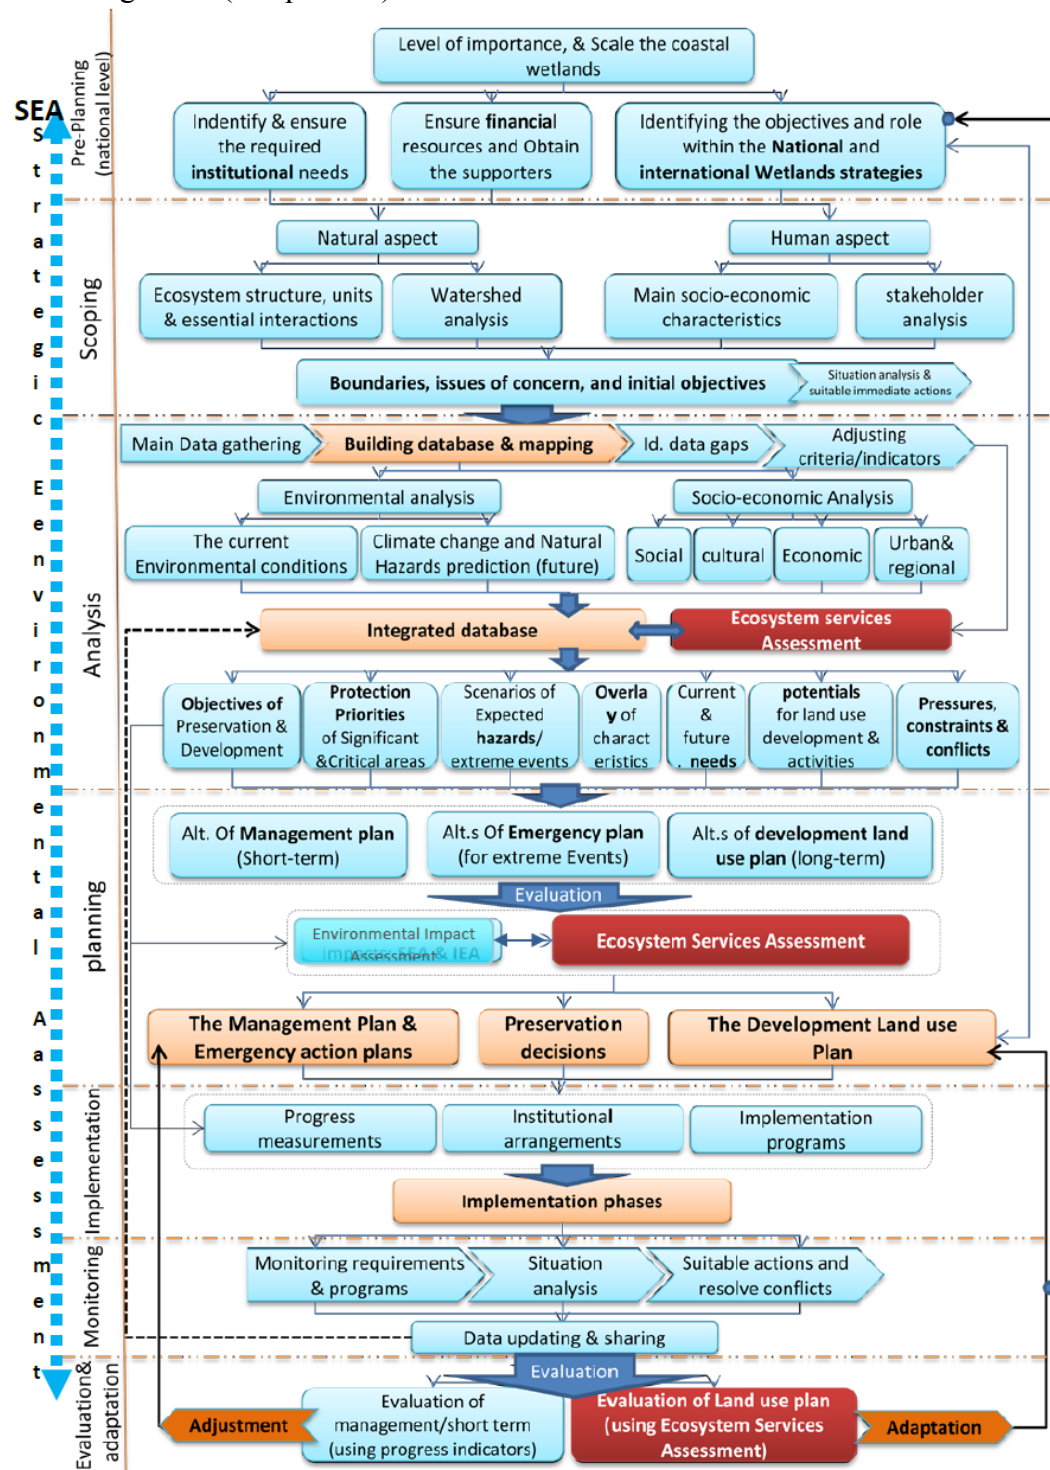 Level of importance, & Scale the coastal
wetlands
Pre-Planning
(national level)
SEA
Strategic Eenvironmental Aassessment
Indentify & ensure
the required
institutional needs
Ensure financial
resources and Obtain
the supporters
Identifying the objectives and role
within the National and
international Wetlands strategies
Scoping
Natural aspect
Human aspect
Ecosystem structure, units
& essential interactions
Watershed
analysis
Main socio-economic
characteristics
stakeholder
analysis
Boundaries, issues of concern, and initial objectives
Situation analysis &
suitable immediate actions
Analysis
Main Data gathering
Building database & mapping
Id. data gaps
Adjusting
criteria/indicators
Environmental analysis
Socio-economic Analysis
The current
Environmental conditions
Climate change and Natural
Hazards prediction (future)
Social
cultural
Economic
Urban&
regional
Integrated database
Ecosystem services
Assessment
Objectives of
Preservation &
Development
Protection
Priorities
of Significant
&Critical areas
Scenarios of
Expected
hazards/
extreme events
Overla
y of
charact
eristics
Current
&
future
. needs
potentials
for land use
development &
activities
Pressures,
constraints &
conflicts
planning
Alt. Of Management plan
(Short-term)
Alt.s Of Emergency plan
(for extreme Events)
Alt.s of development land
use plan (long-term)
Evaluation
Environmental Impact
Assessment
impacts: SEA & IEA
Ecosystem Services Assessment
The Management Plan &
Emergency action plans
Preservation
decisions
The Development Land use
Plan
Implementation
Progress
measurements
Institutional
arrangements
Implementation
programs
Implementation phases
Monitoring
Monitoring requirements
& programs
Situation
analysis
Suitable actions and
resolve conflicts
Data updating & sharing
Evaluation
Evaluation&
adaptation
Adjustment
Evaluation of
management/short term
(using progress indicators)
Evaluation of Land use plan
(using Ecosystem Services
Assessment)
Adaptation